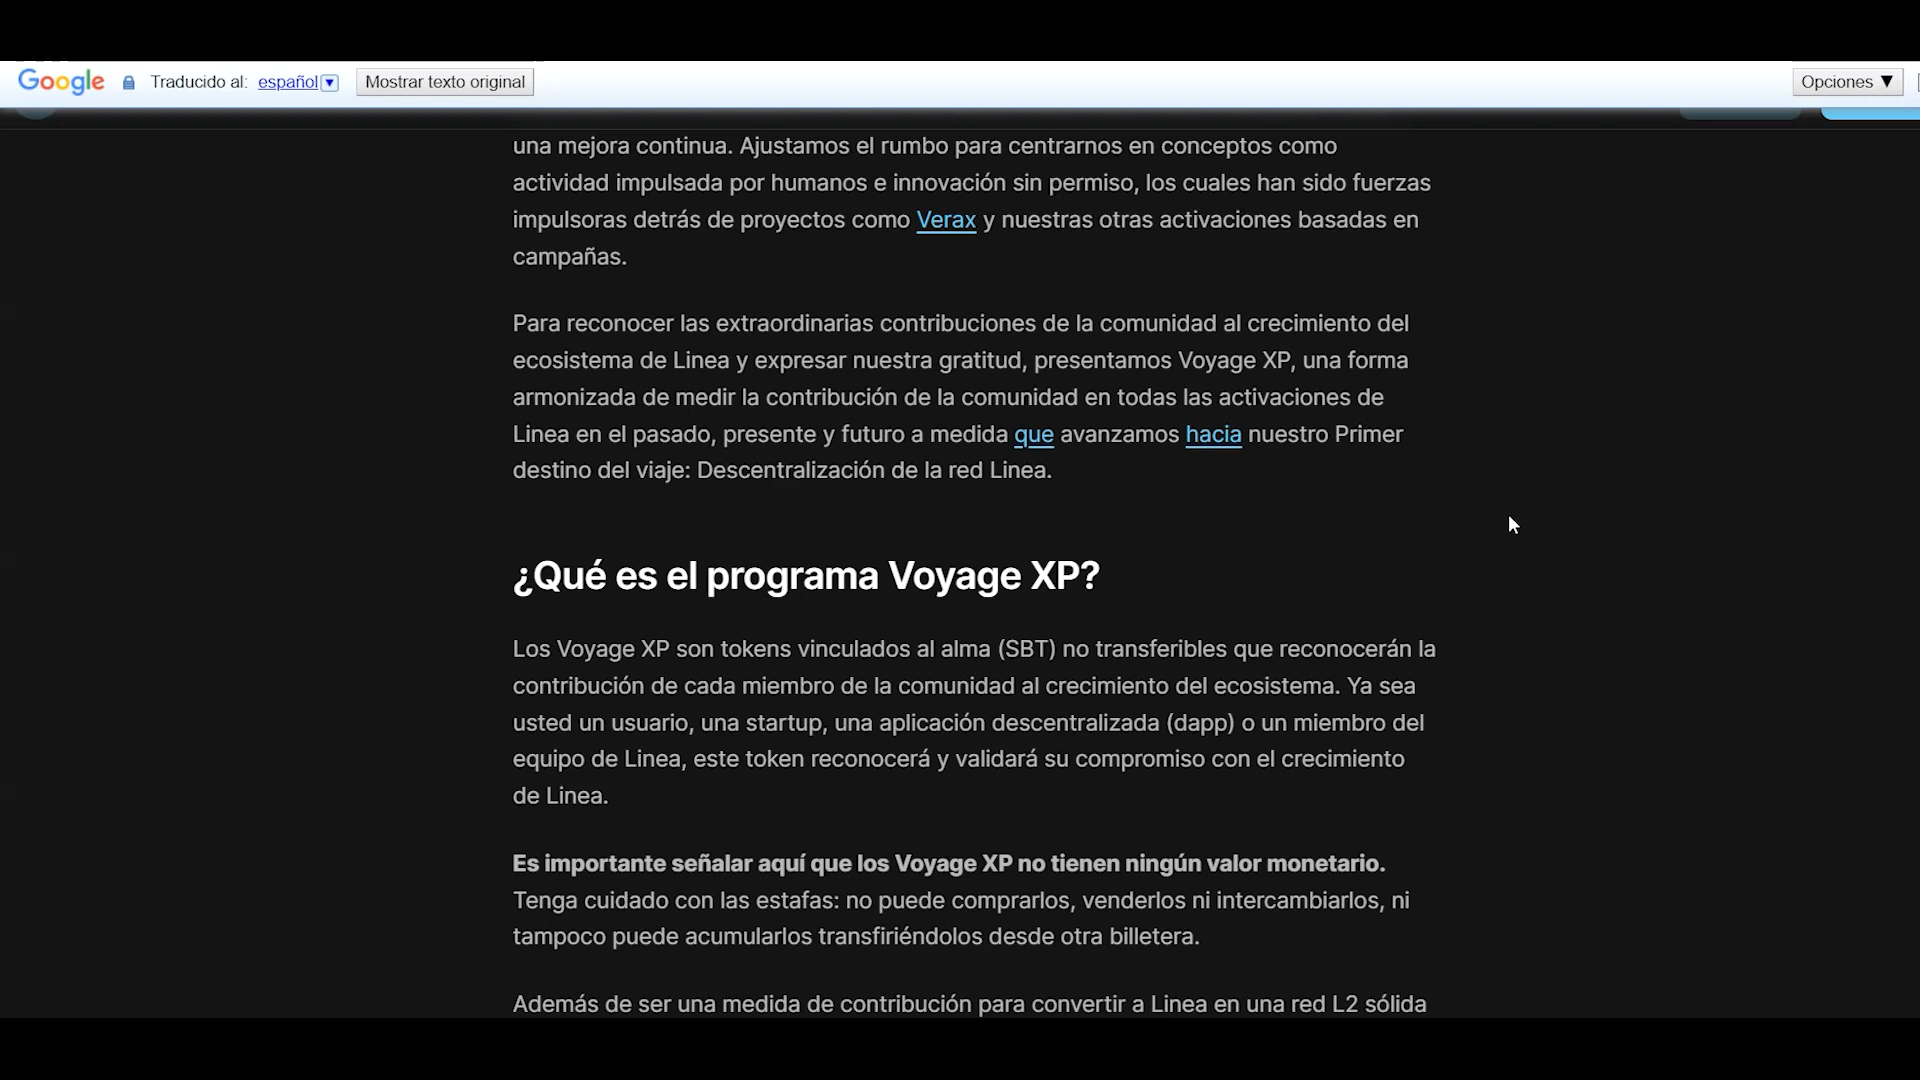 Google Traducido al: español Mostrar texto original Opciones ▼
una mejora continua. Ajustamos el rumbo para centrarnos en conceptos como
actividad impulsada por humanos e innovación sin permiso, los cuales han sido fuerzas
impulsoras detrás de proyectos como Verax y nuestras otras activaciones basadas en
campañas.
Para reconocer las extraordinarias contribuciones de la comunidad al crecimiento del
ecosistema de Linea y expresar nuestra gratitud, presentamos Voyage XP, una forma
armonizada de medir la contribución de la comunidad en todas las activaciones de
Linea en el pasado, presente y futuro a medida que avanzamos hacia nuestro Primer
destino del viaje: Descentralización de la red Linea.
¿Qué es el programa Voyage XP?
Los Voyage XP son tokens vinculados al alma (SBT) no transferibles que reconocerán la
contribución de cada miembro de la comunidad al crecimiento del ecosistema. Ya sea
usted un usuario, una startup, una aplicación descentralizada (dapp) o un miembro del
equipo de Linea, este token reconocerá y validará su compromiso con el crecimiento
de Linea.
Es importante señalar aquí que los Voyage XP no tienen ningún valor monetario.
Tenga cuidado con las estafas: no puede comprarlos, venderlos ni intercambiarlos, ni
tampoco puede acumularlos transfiriéndolos desde otra billetera.
Además de ser una medida de contribución para convertir a Linea en una red L2 sólida